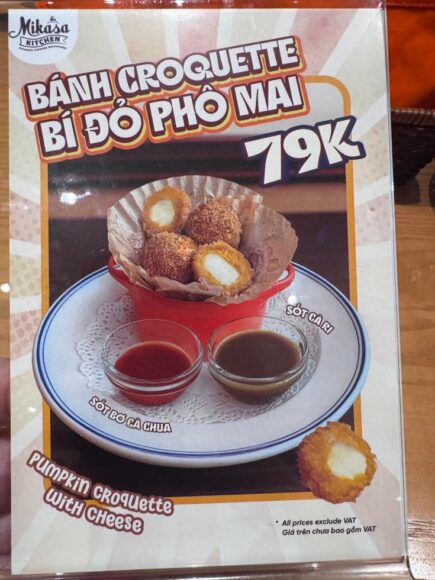 Mikasa
KITCHEN
BÁNH CROQUETTE
BÍ ĐỎ PHÔ MAI
79K
SỐT CÀ RI
SỐT BƠ CÀ CHUA
PUMPKIN CROQUETTE
WITH CHEESE
* All prices exclude VAT
Giá trên chưa bao gồm VAT